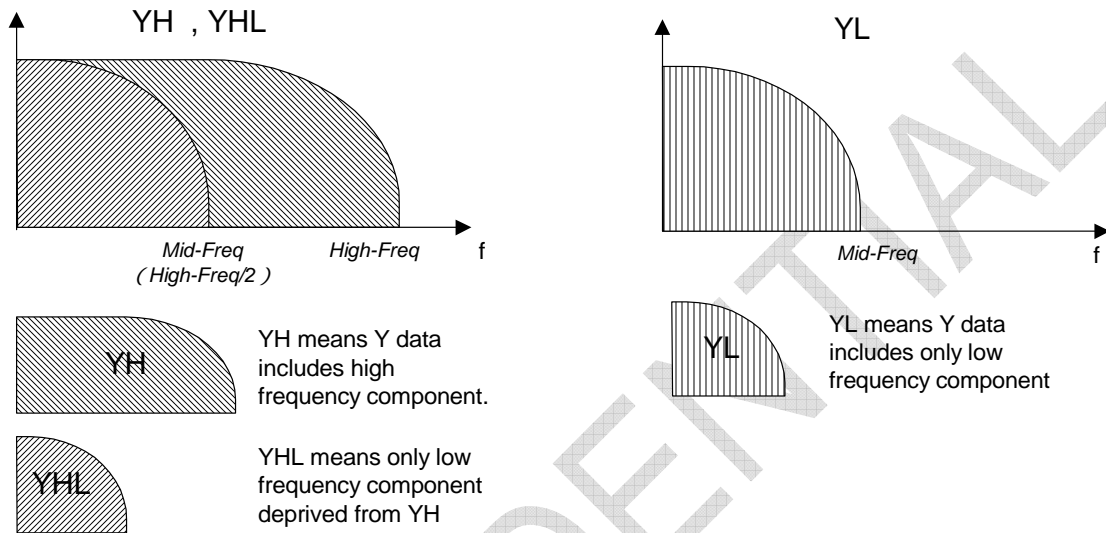 YH , YHL
Mid-Freq
( High-Freq/2 )
High-Freq
f
YH
YH means Y data
includes high
frequency component.
YHL
YHL means only low
frequency component
deprived from YH
YL
Mid-Freq
f
YL
YL means Y data
includes only low
frequency component
DENTIAL